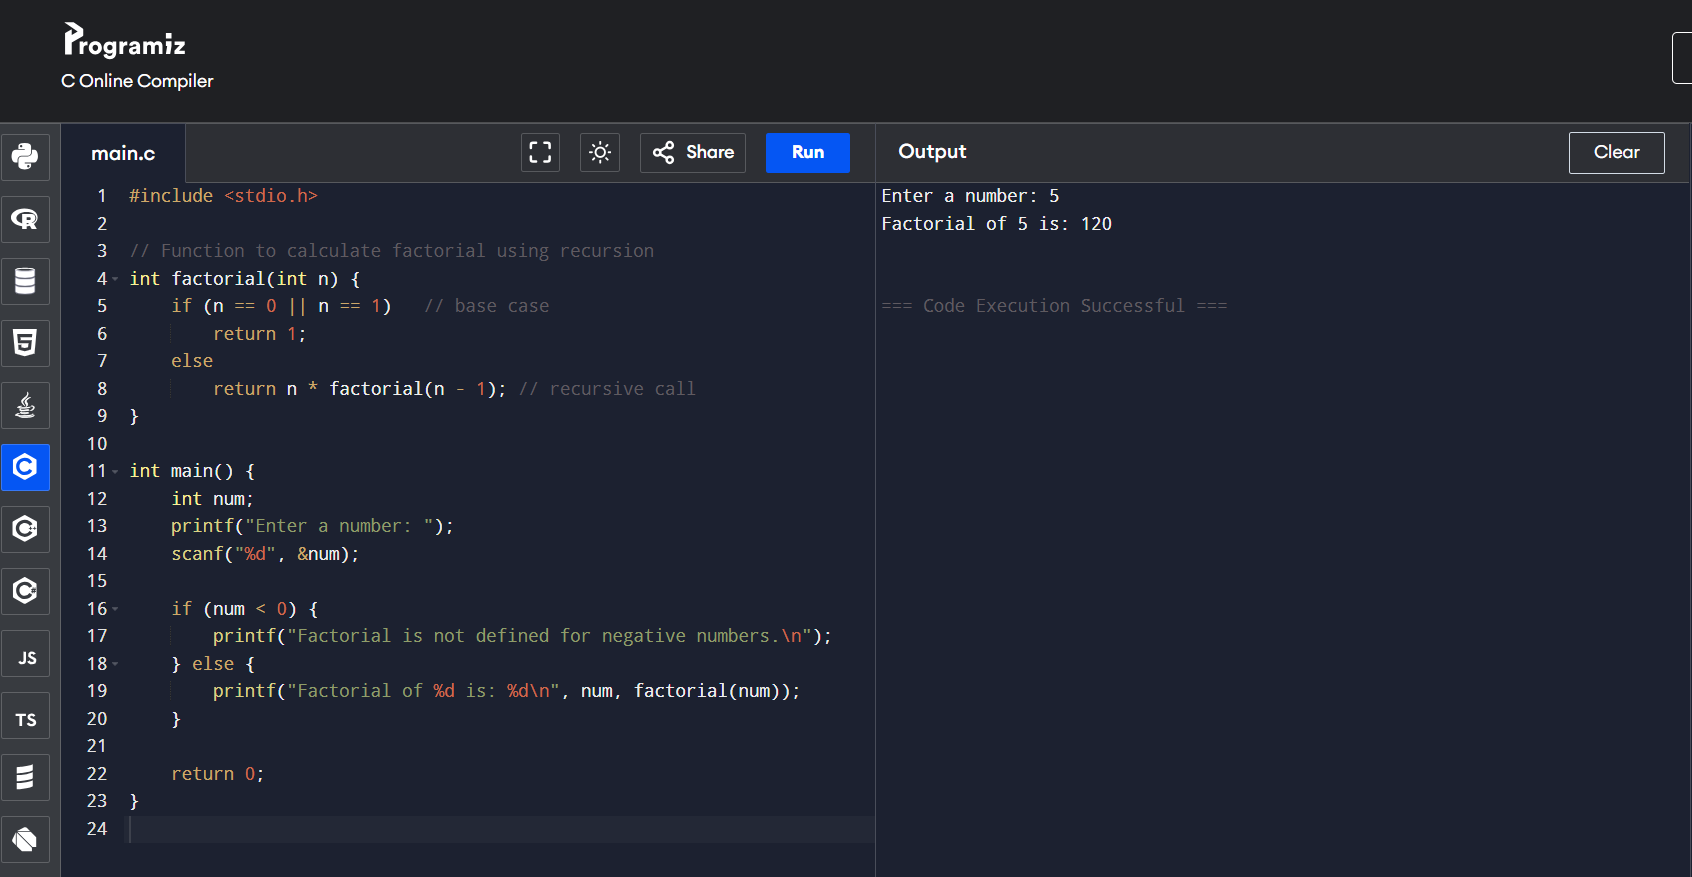 Programiz
C Online Compiler
main.c
Share
Run
Output
Clear
1 #include <stdio.h>
2
3 // Function to calculate factorial using recursion
4 int factorial(int n) {
5     if (n == 0 || n == 1)   // base case
6         return 1;
7     else
8         return n * factorial(n - 1); // recursive call
9 }
10
11 int main() {
12     int num;
13     printf("Enter a number: ");
14     scanf("%d", &num);
15
16     if (num < 0) {
17         printf("Factorial is not defined for negative numbers.\n");
18     } else {
19         printf("Factorial of %d is: %d\n", num, factorial(num));
20     }
21
22     return 0;
23 }
24
Enter a number: 5
Factorial of 5 is: 120
=== Code Execution Successful ===
R
5
C
C++
C#
JS
TS